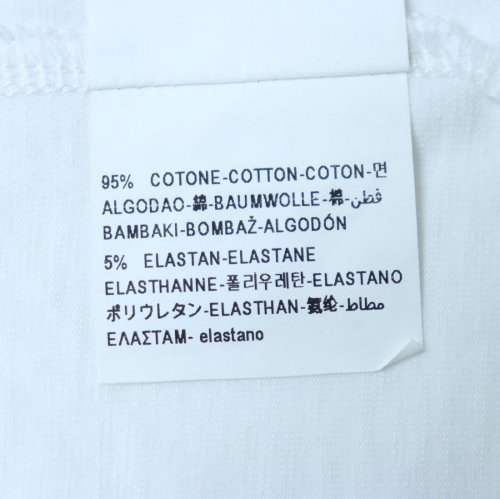 95% COTONE-COTTON-COTON-면
ALGODAO-綿-BAUMWOLLE-棉-قطن
BAMBAKI-BOMBAŽ-ALGODÓN
5% ELASTAN-ELASTANE
ELASTHANNE-폴리우레탄-ELASTANO
ポリウレタン-ELASTHAN-氨纶-مطاط
ΕΛΑΣΤΑΜ- elastano